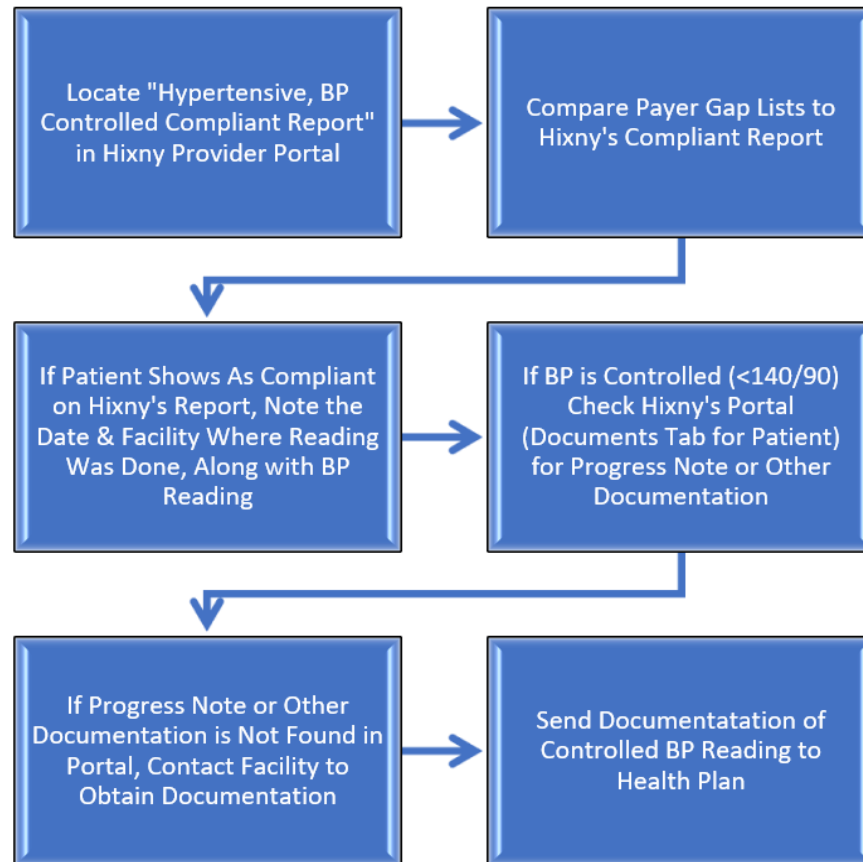 Locate "Hypertensive, BP
Controlled Compliant Report"
in Hixny Provider Portal
Compare Payer Gap Lists to
Hixny's Compliant Report
If Patient Shows As Compliant
on Hixny's Report, Note the
Date & Facility Where Reading
Was Done, Along with BP
Reading
If BP is Controlled (<140/90)
Check Hixny's Portal
(Documents Tab for Patient)
for Progress Note or Other
Documentation
If Progress Note or Other
Documentation is Not Found in
Portal, Contact Facility to
Obtain Documentation
Send Documentatation of
Controlled BP Reading to
Health Plan